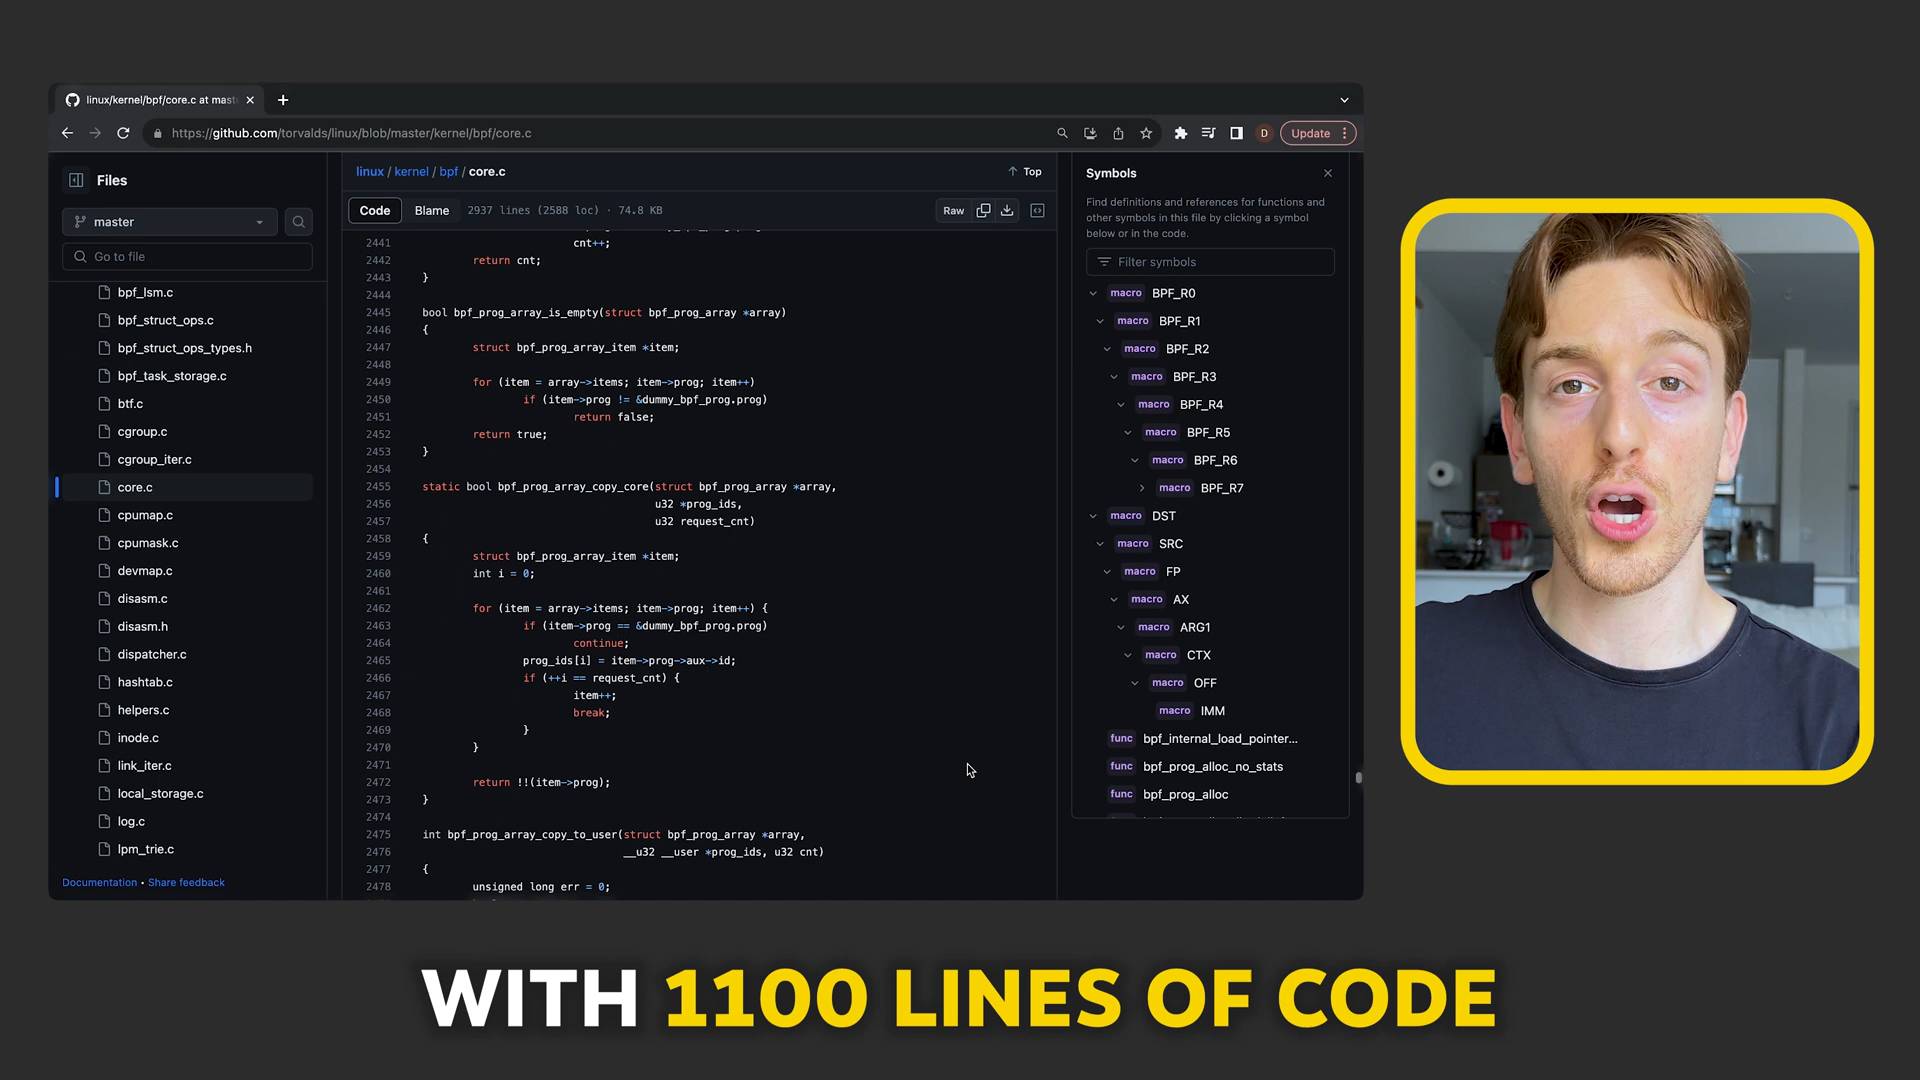 linux/kernel/bpf/core.c at mast
https://github.com/torvalds/linux/blob/master/kernel/bpf/core.c
D
Update
Files
master
Go to file
bpf_lsm.c
bpf_struct_ops.c
bpf_struct_ops_types.h
bpf_task_storage.c
btf.c
cgroup.c
cgroup_iter.c
core.c
cpumap.c
cpumask.c
devmap.c
disasm.c
disasm.h
dispatcher.c
hashtab.c
helpers.c
inode.c
link_iter.c
local_storage.c
log.c
lpm_trie.c
Documentation • Share feedback
linux / kernel / bpf / core.c
Top
Code Blame 2937 lines (2588 loc) · 74.8 KB
Raw
2441 cnt++;
2442 return cnt;
2443 }
2444
2445 bool bpf_prog_array_is_empty(struct bpf_prog_array *array)
2446 {
2447 struct bpf_prog_array_item *item;
2448
2449 for (item = array->items; item->prog; item++)
2450 if (item->prog != &dummy_bpf_prog.prog)
2451 return false;
2452 return true;
2453 }
2454
2455 static bool bpf_prog_array_copy_core(struct bpf_prog_array *array,
2456 u32 *prog_ids,
2457 u32 request_cnt)
2458 {
2459 struct bpf_prog_array_item *item;
2460 int i = 0;
2461
2462 for (item = array->items; item->prog; item++) {
2463 if (item->prog == &dummy_bpf_prog.prog)
2464 continue;
2465 prog_ids[i] = item->prog->aux->id;
2466 if (++i == request_cnt) {
2467 item++;
2468 break;
2469 }
2470 }
2471
2472 return !!(item->prog);
2473 }
2474
2475 int bpf_prog_array_copy_to_user(struct bpf_prog_array *array,
2476 __u32 __user *prog_ids, u32 cnt)
2477 {
2478 unsigned long err = 0;
Symbols
Find definitions and references for functions and
other symbols in this file by clicking a symbol
below or in the code.
Filter symbols
macro BPF_R0
macro BPF_R1
macro BPF_R2
macro BPF_R3
macro BPF_R4
macro BPF_R5
macro BPF_R6
macro BPF_R7
macro DST
macro SRC
macro FP
macro AX
macro ARG1
macro CTX
macro OFF
macro IMM
func bpf_internal_load_pointer...
func bpf_prog_alloc_no_stats
func bpf_prog_alloc
WITH 1100 LINES OF CODE